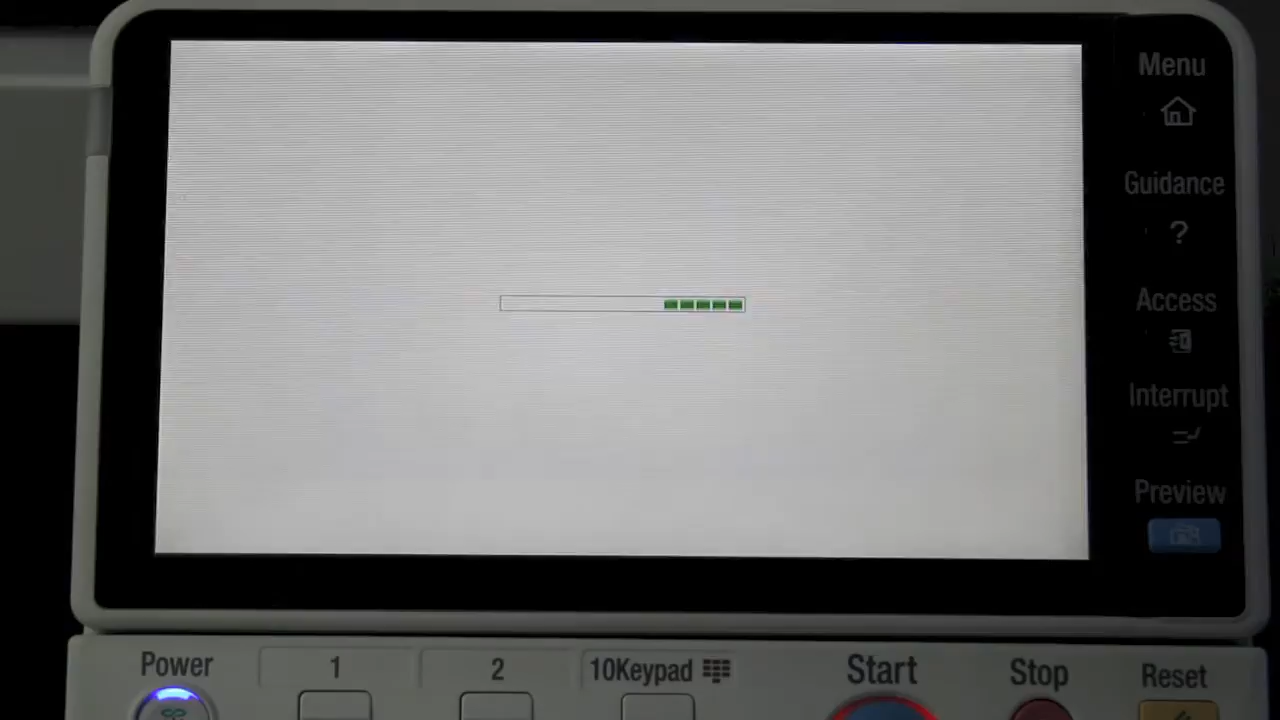 Menu
Guidance
?
Access
Interrupt
Preview
Power
1
2
10Keypad
Start
Stop
Reset